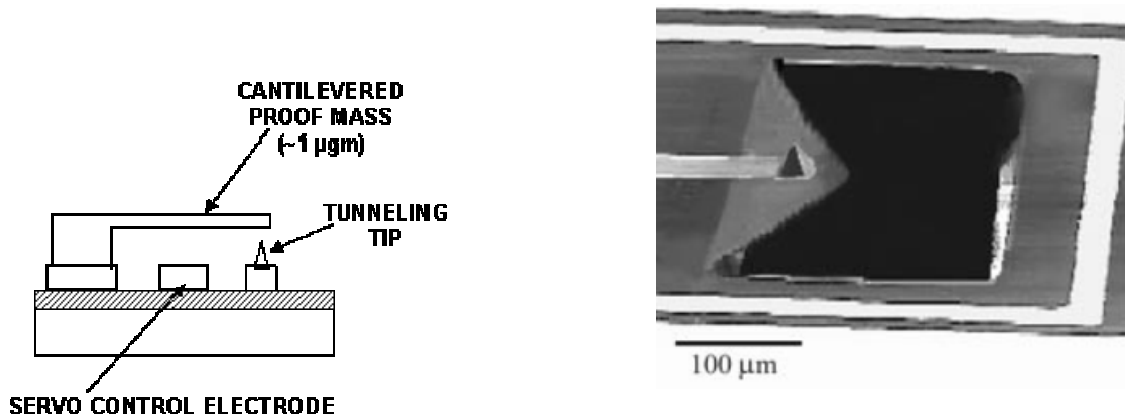 CANTILEVERED
PROOF MASS
(~1 µgm)
TUNNELING
TIP
SERVO CONTROL ELECTRODE
100 µm